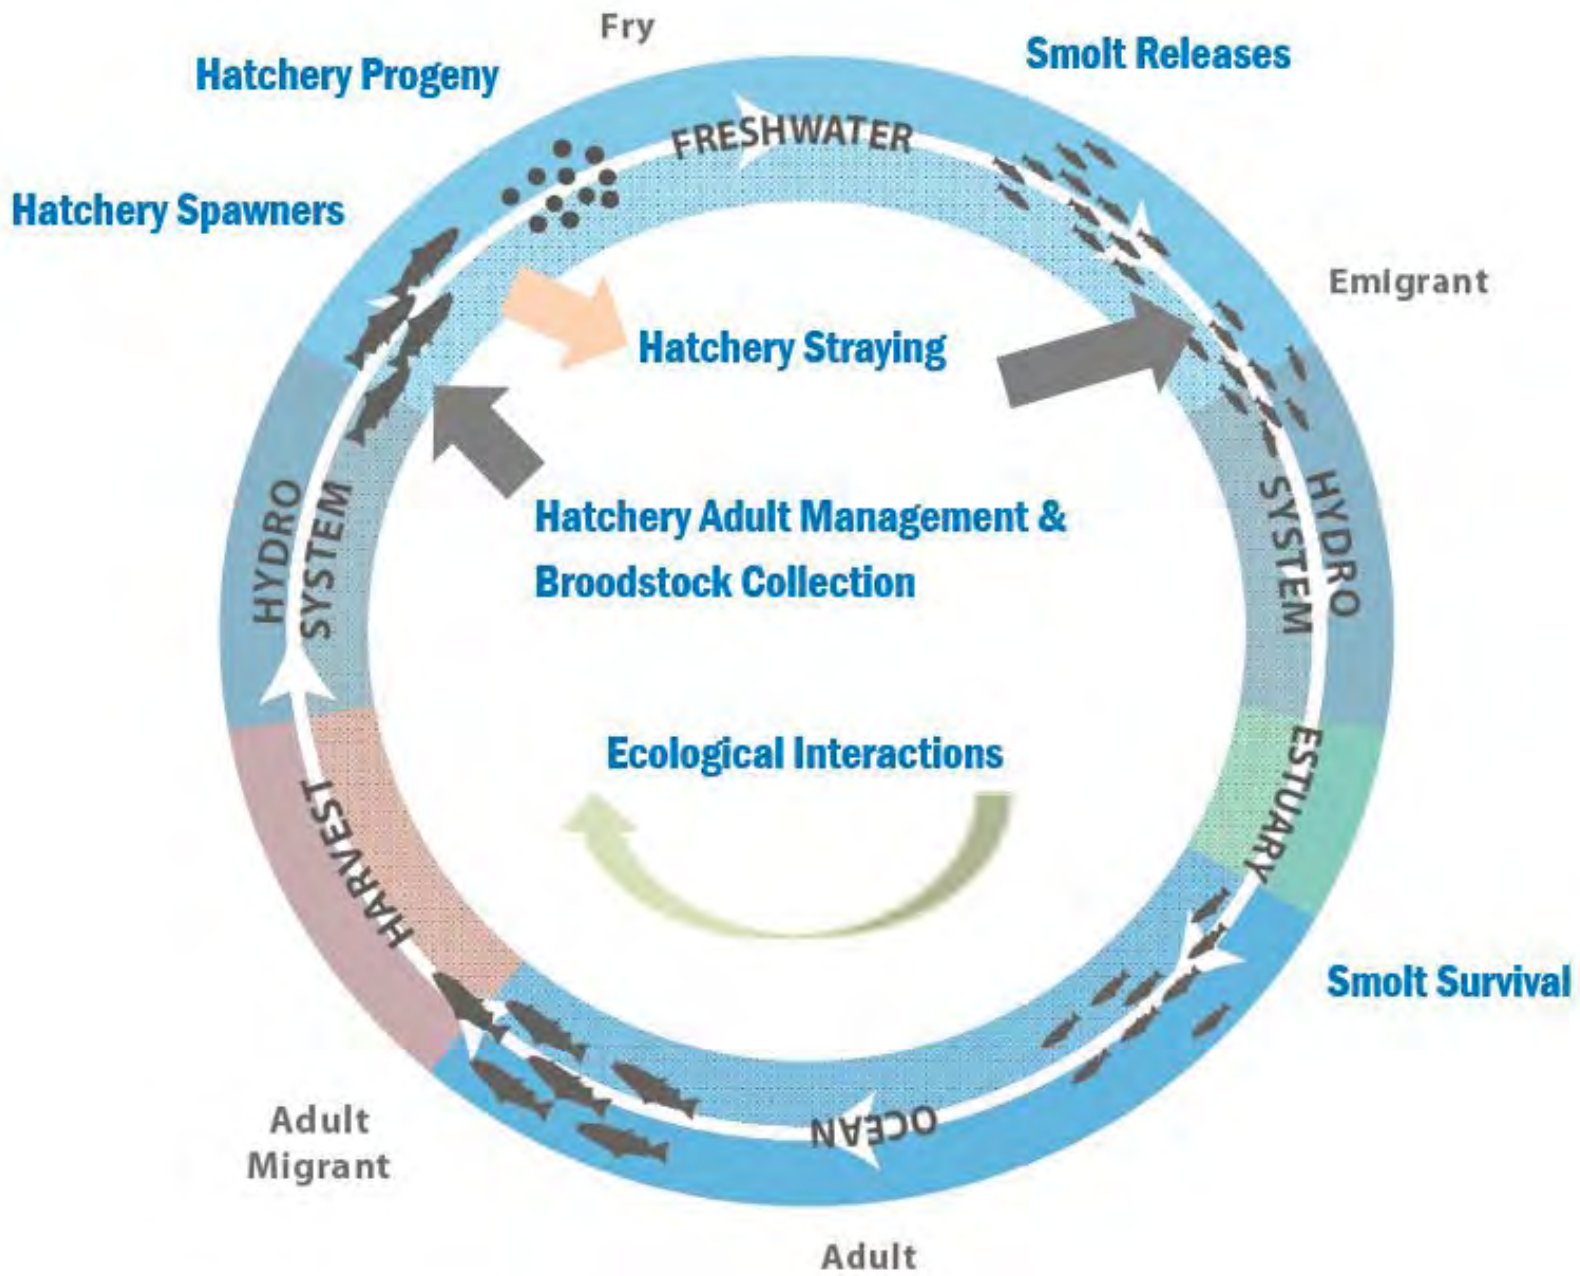 Fry
Smolt Releases
Hatchery Progeny
FRESHWATER
Hatchery Spawners
Emigrant
Hatchery Straying
HYDRO
SYSTEM
HYDRO
SYSTEM
Hatchery Adult Management &
Broodstock Collection
Ecological Interactions
ESTUARY
HARVEST
Smolt Survival
OCEAN
Adult
Migrant
Adult